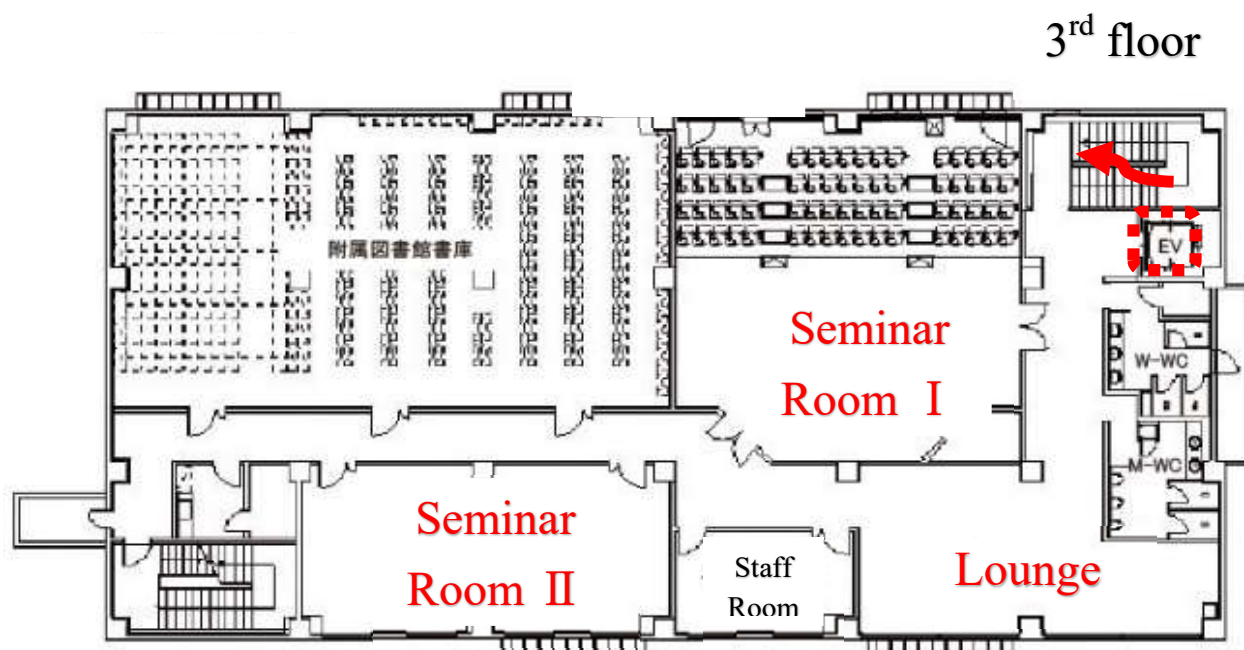 3rd floor
附属図書館書庫
EV
Seminar
Room Ⅰ
W-WC
M-WC
Seminar
Room Ⅱ
Staff
Room
Lounge